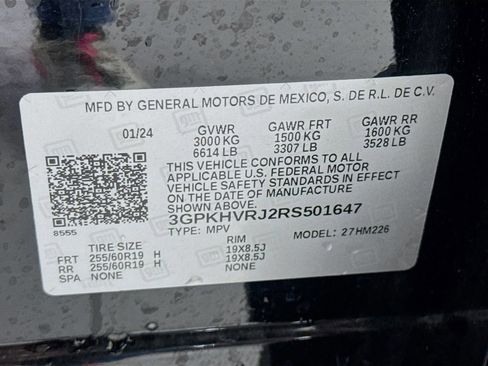 MFD BY GENERAL MOTORS DE MEXICO, S. DE R.L. DE C.V.
01/24 GVWR GAWR FRT GAWR RR
3000 KG 1500 KG 1600 KG
6614 LB 3307 LB 3528 LB
THIS VEHICLE CONFORMS TO ALL
APPLICABLE U.S. FEDERAL MOTOR
VEHICLE SAFETY STANDARDS IN EFFECT
ON THE DATE OF MANUFACTURE
SHOWN ABOVE.
3GPKHVRJ2RS501647
8555 TYPE: MPV MODEL: 27HM226
TIRE SIZE RIM
FRT 255/60R19 H 19X8.5J
RR 255/60R19 H 19X8.5J
SPA NONE NONE